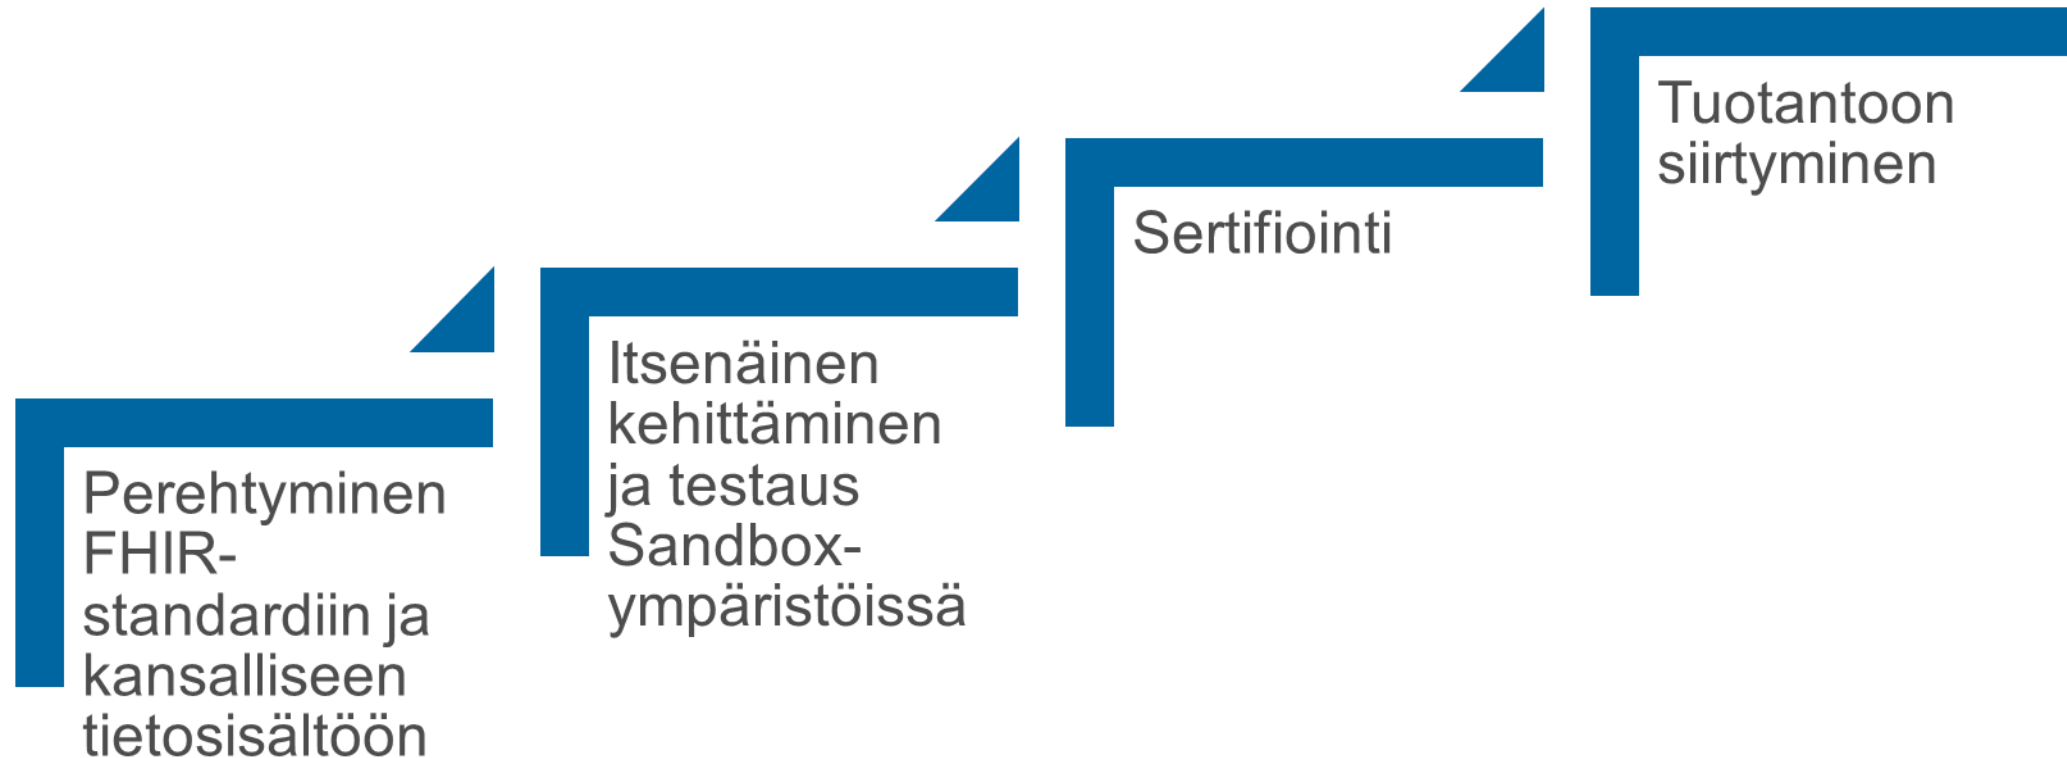 Perehtyminen
FHIR-
standardiin ja
kansalliseen
tietosisältöön
Itsenäinen
kehittäminen
ja testaus
Sandbox-
ympäristöissä
Sertifiointi
Tuotantoon
siirtyminen